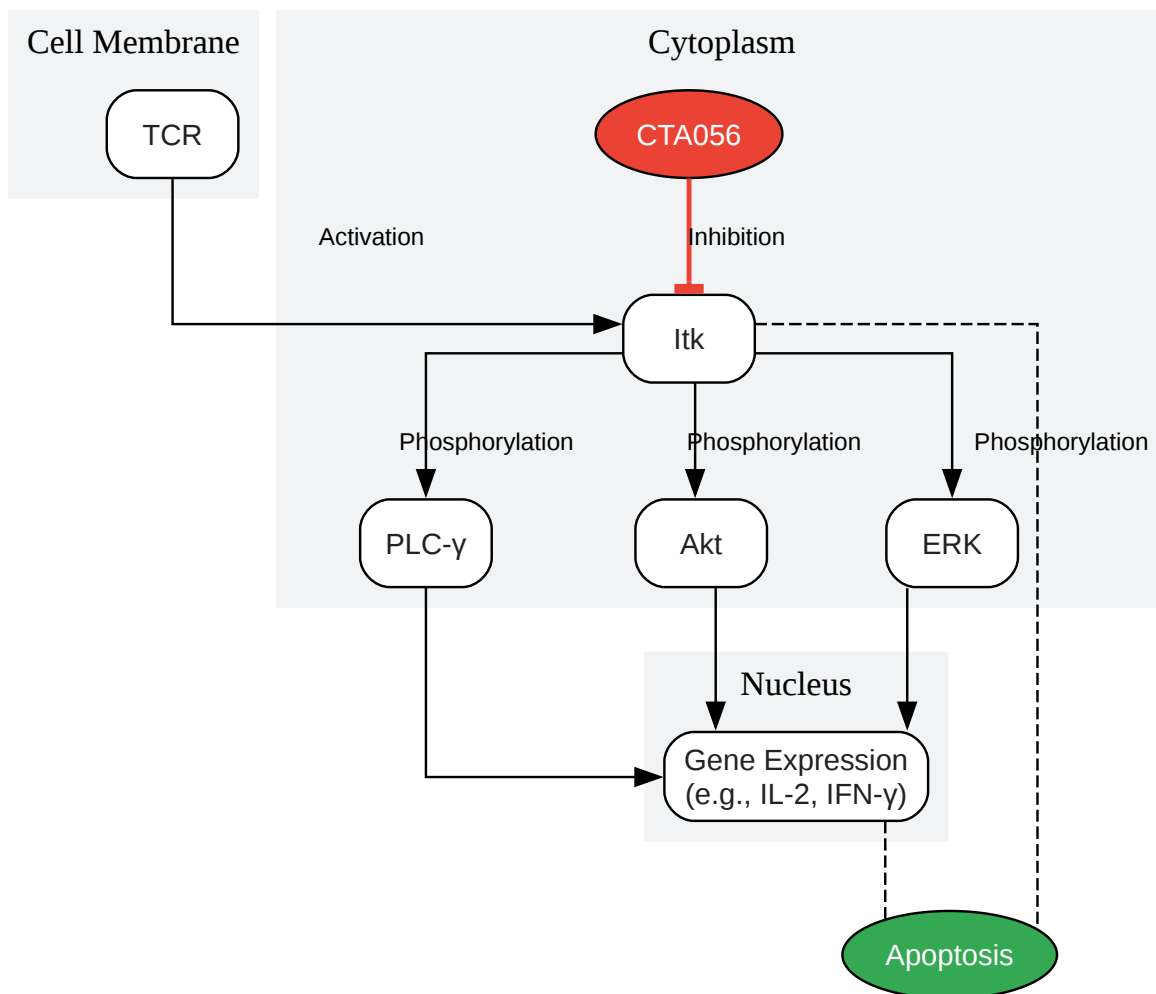 Cell Membrane
Cytoplasm
TCR
CTA056
Activation
Inhibition
Itk
Phosphorylation
Phosphorylation
Phosphorylation
PLC-γ
Akt
ERK
Nucleus
Gene Expression
(e.g., IL-2, IFN-γ)
Apoptosis